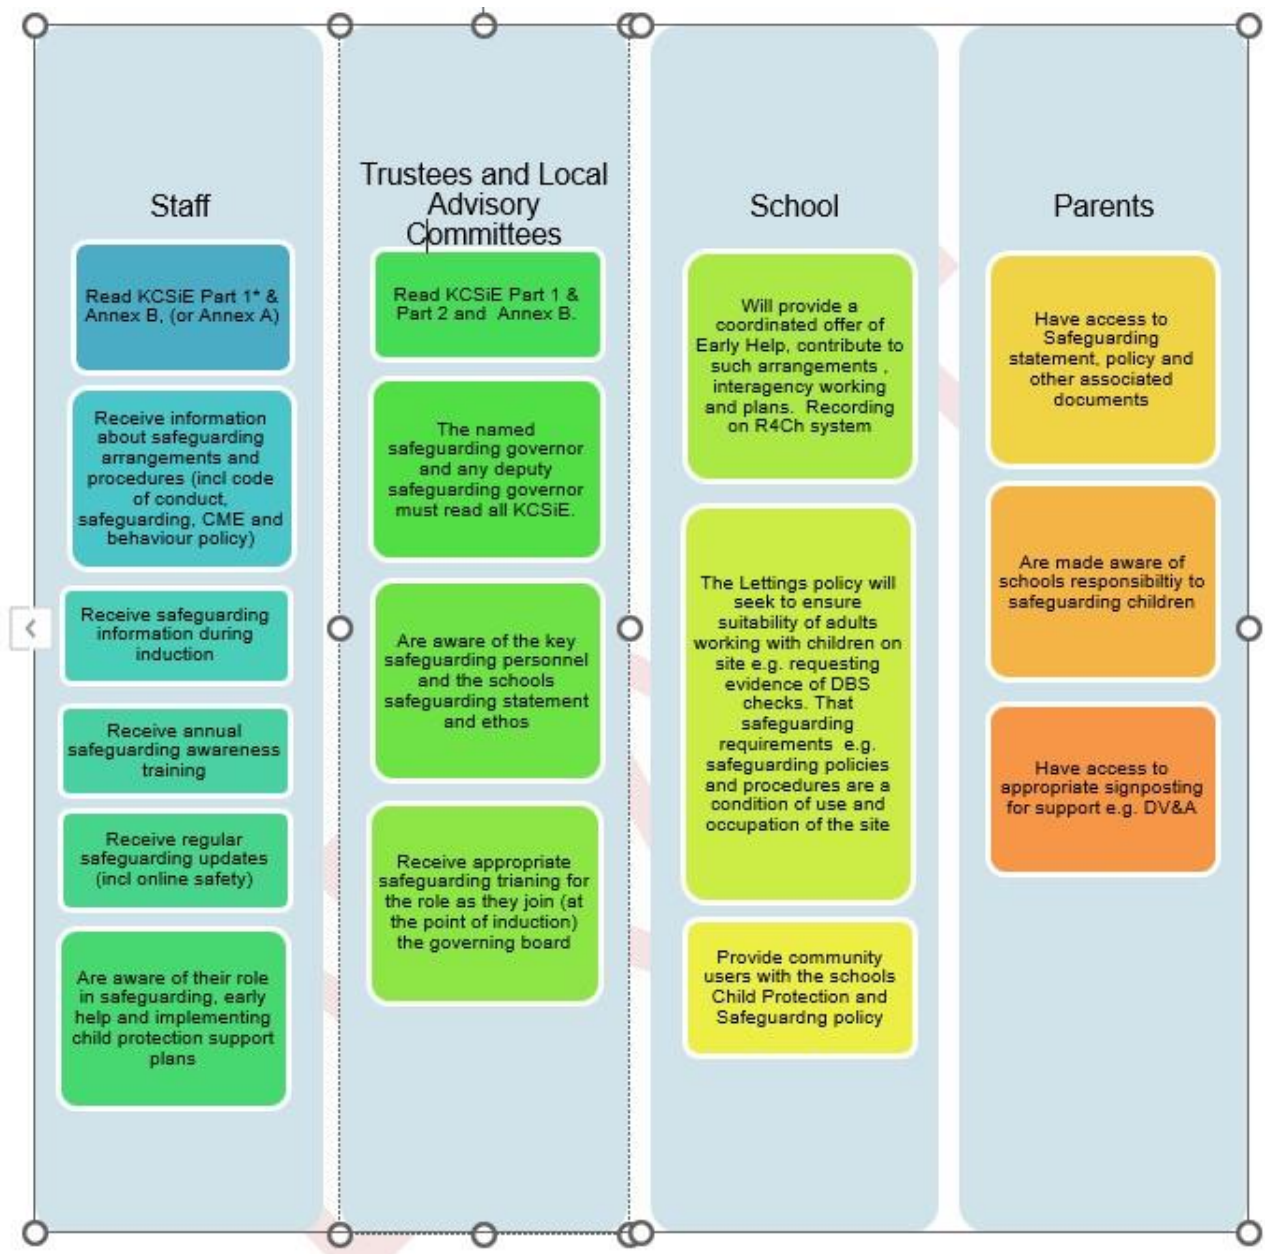 Staff
Read KCSiE Part 1* &
Annex B, (or Annex A)
Receive information
about safeguarding
arrangements and
procedures (incl code
of conduct,
safeguarding, CME and
behaviour policy)
Receive safeguarding
information during
induction
Receive annual
safeguarding awareness
training
Receive regular
safeguarding updates
(incl online safety)
Are aware of their role
in safeguarding, early
help and implementing
child protection support
plans
Trustees and Local
Advisory
Committees
Read KCSiE Part 1 &
Part 2 and Annex B.
The named
safeguarding governor
and any deputy
safeguarding governor
must read all KCSiE.
Are aware of the key
safeguarding personnel
and the schools
safeguarding statement
and ethos
Receive appropriate
safeguarding trianing for
the role as they join (at
the point of induction)
the governing board
School
Will provide a
coordinated offer of
Early Help, contribute to
such arrangements ,
interagency working
and plans. Recording
on R4Ch system
The Lettings policy will
seek to ensure
suitability of adults
working with children on
site e.g. requesting
evidence of DBS
checks. That
safeguarding
requirements e.g.
safeguarding policies
and procedures are a
condition of use and
occupation of the site
Provide community
users with the schools
Child Protection and
Safeguardng policy
Parents
Have access to
Safeguarding
statement, policy and
other associated
documents
Are made aware of
schools responsibiltiy to
safeguarding children
Have access to
appropriate signposting
for support e.g. DV&A